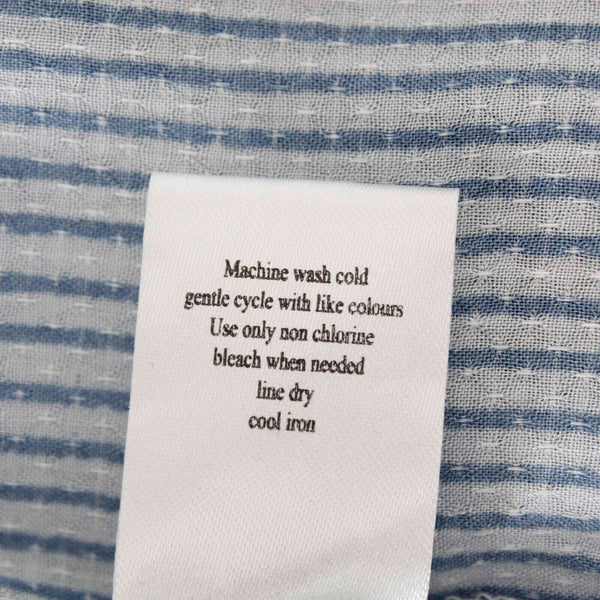 Machine wash cold
gentle cycle with like colours
Use only non chlorine
bleach when needed
line dry
cool iron